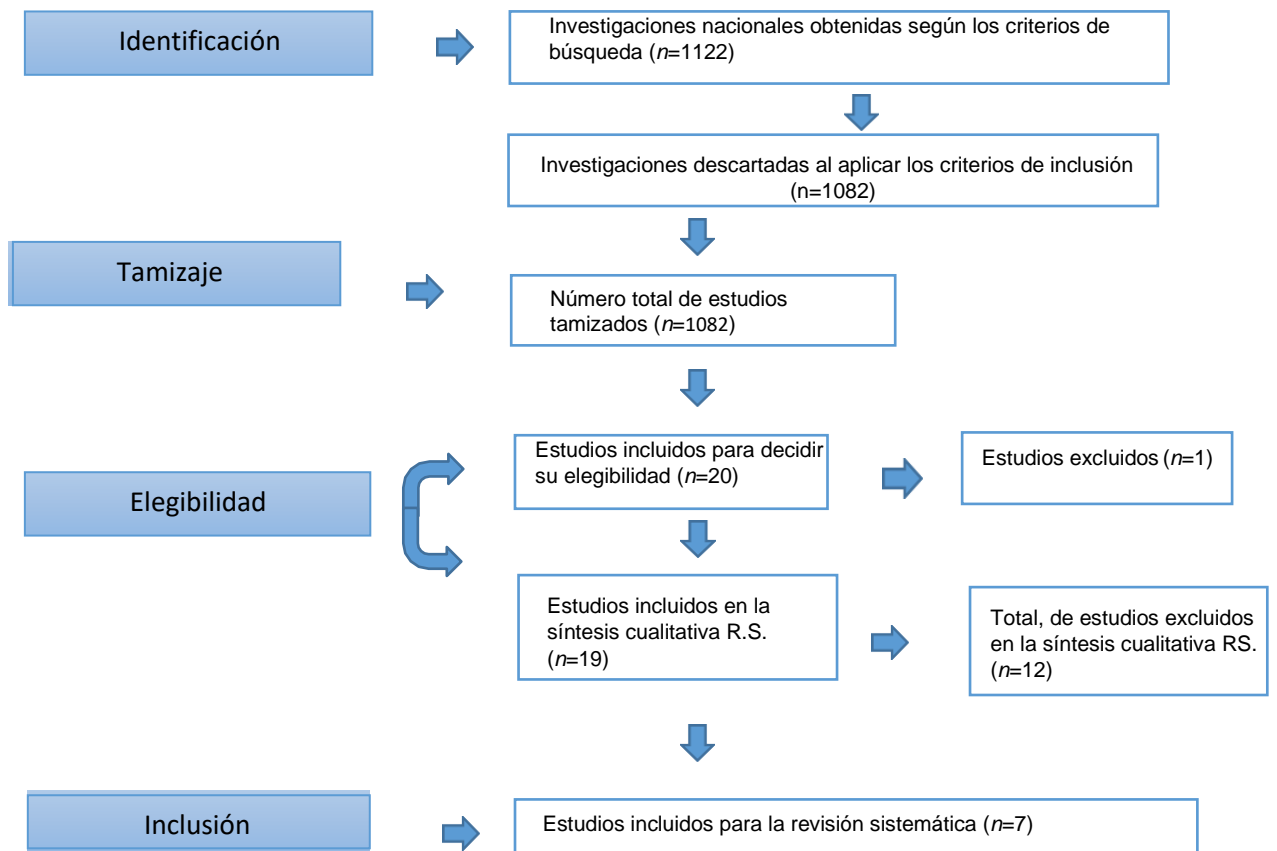 Identificación
Investigaciones nacionales obtenidas según los criterios de
búsqueda (n=1122)
Investigaciones descartadas al aplicar los criterios de inclusión
(n=1082)
Tamizaje
Número total de estudios
tamizados (n=1082)
Elegibilidad
Estudios incluidos para decidir
su elegibilidad (n=20)
Estudios excluidos (n=1)
Estudios incluidos en la
síntesis cualitativa R.S.
(n=19)
Total, de estudios excluidos
en la síntesis cualitativa RS.
(n=12)
Inclusión
Estudios incluidos para la revisión sistemática (n=7)